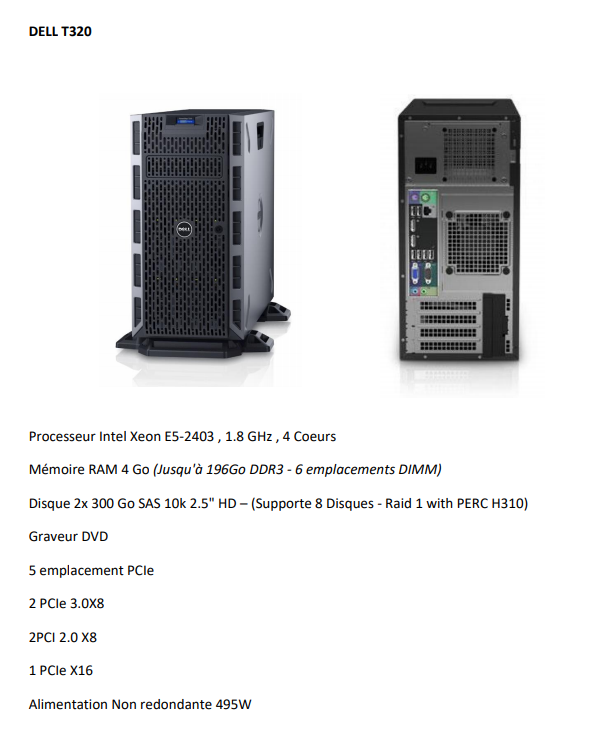 DELL T320
DELL
Processeur Intel Xeon E5-2403 , 1.8 GHz , 4 Coeurs
Mémoire RAM 4 Go (Jusqu'à 196Go DDR3 - 6 emplacements DIMM)
Disque 2x 300 Go SAS 10k 2.5" HD – (Supporte 8 Disques - Raid 1 with PERC H310)
Graveur DVD
5 emplacement PCIe
2 PCIe 3.0X8
2PCI 2.0 X8
1 PCIe X16
Alimentation Non redondante 495W